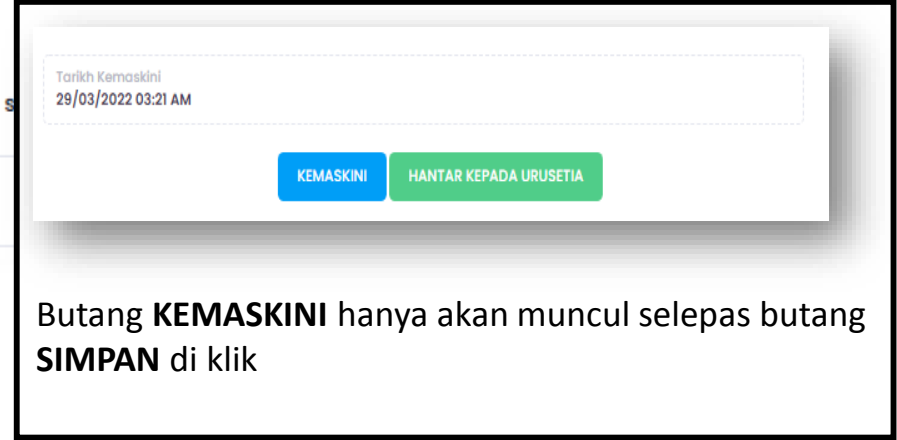 s
Tarikh Kemaskini
29/03/2022 03:21 AM
KEMASKINI HANTAR KEPADA URUSETIA
Butang KEMASKINI hanya akan muncul selepas butang
SIMPAN di klik